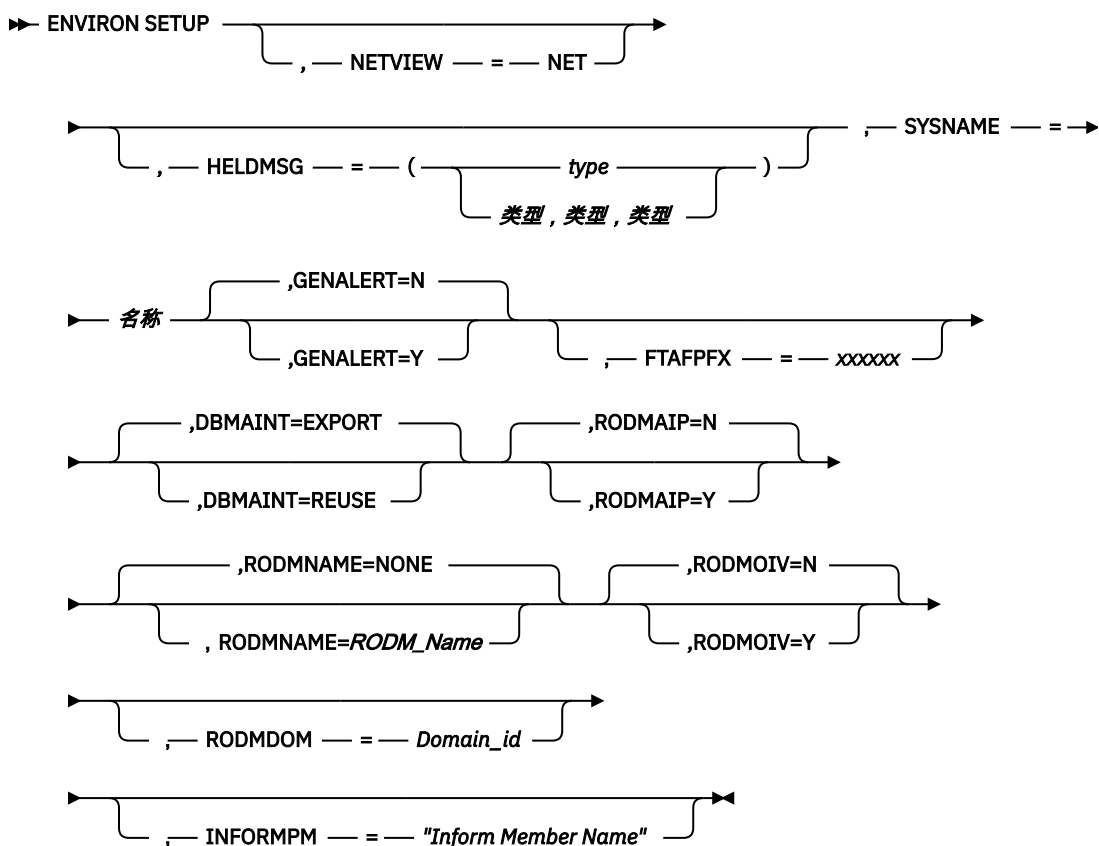 ENVIRON SETUP
, NETVIEW = NET
, SYSNAME =
, HELDMSG = ( type )
类型 , 类型 , 类型
,GENALERT=N
名称
,GENALERT=Y
, FTAFPFX = xxxxxx
,DBMAINT=EXPORT ,RODMAIP=N
,DBMAINT=REUSE ,RODMAIP=Y
,RODMNAME=NONE ,RODMOIV=N
, RODMNAME=RODM_Name ,RODMOIV=Y
, RODMDOM = Domain_id
, INFORMPM = "Inform Member Name"